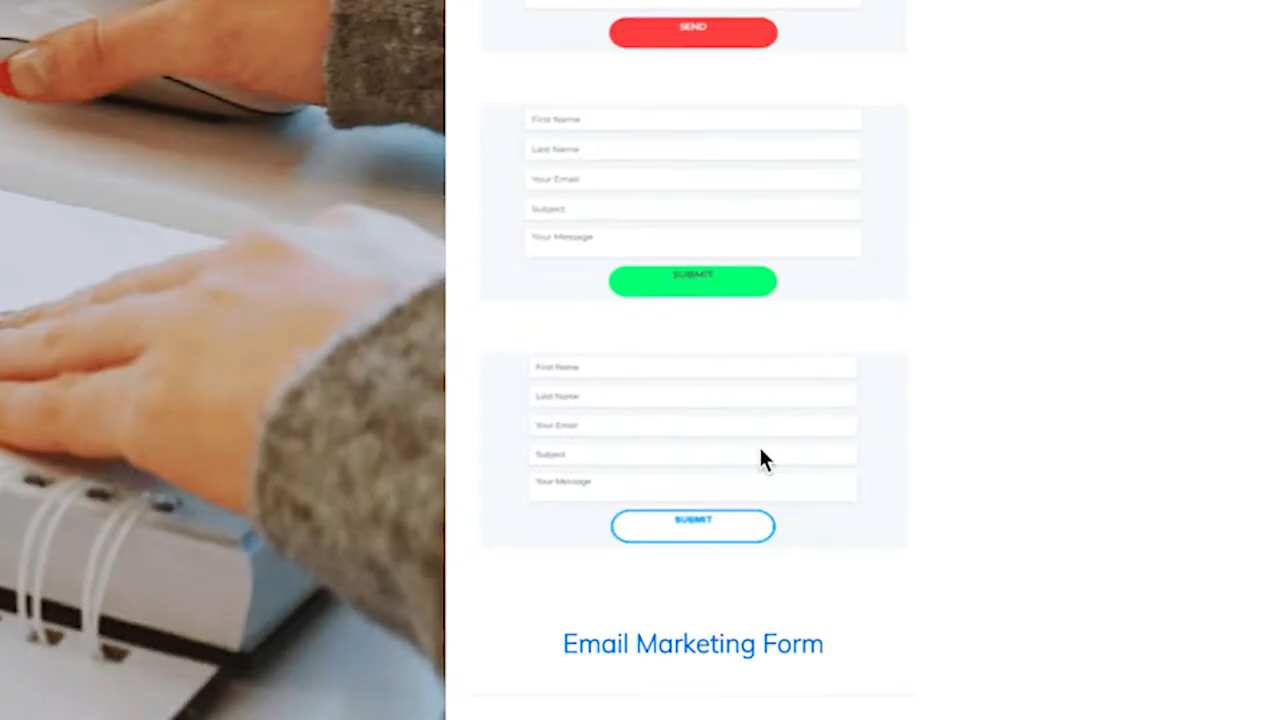 SEND
First Name
Last Name
Your Email
Subject
Your Message
SUBMIT
First Name
Last Name
Your Email
Subject
Your Message
SUBMIT
Email Marketing Form